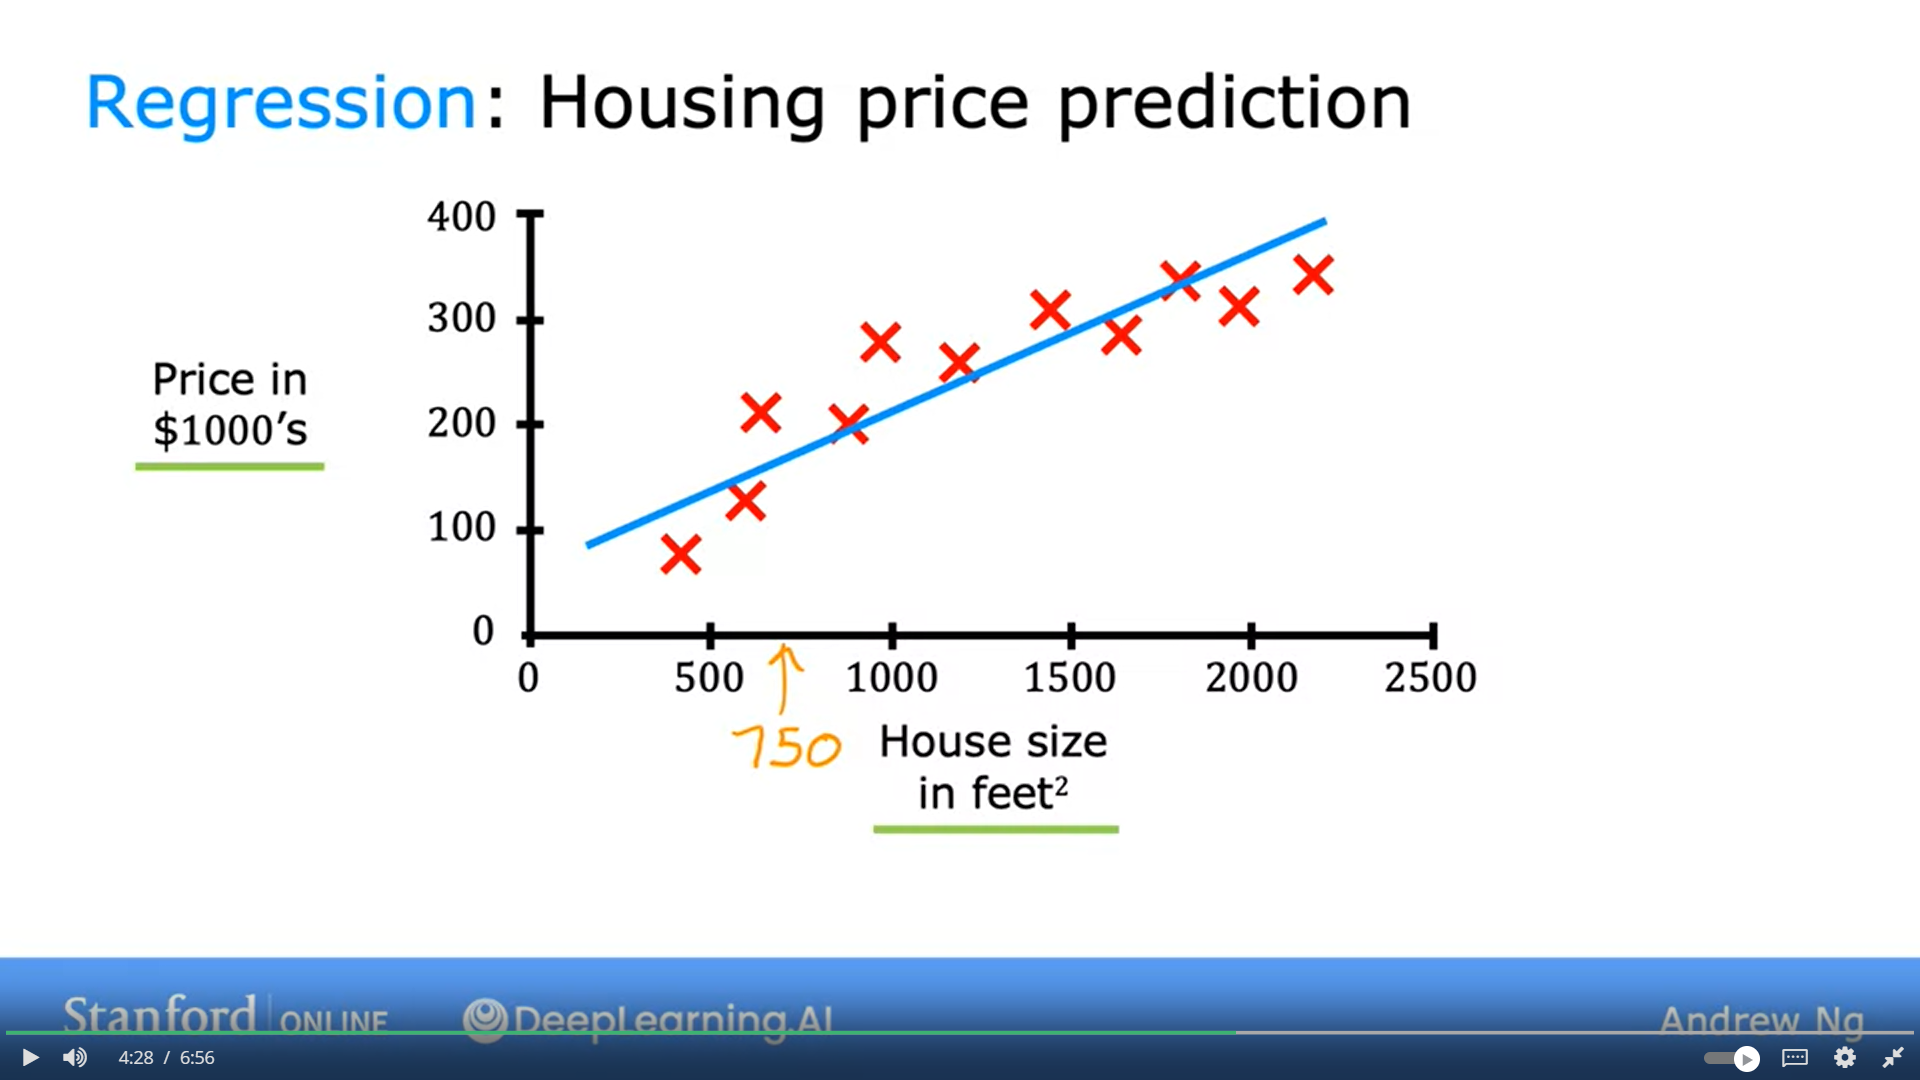 Regression: Housing price prediction
400
300
Price in
$1000’s
200
100
0
0 500 1000 1500 2000 2500
750
House size
in feet²
Stanford | ONLINE DeepLearning.AI Andrew Ng
4:28 / 6:56